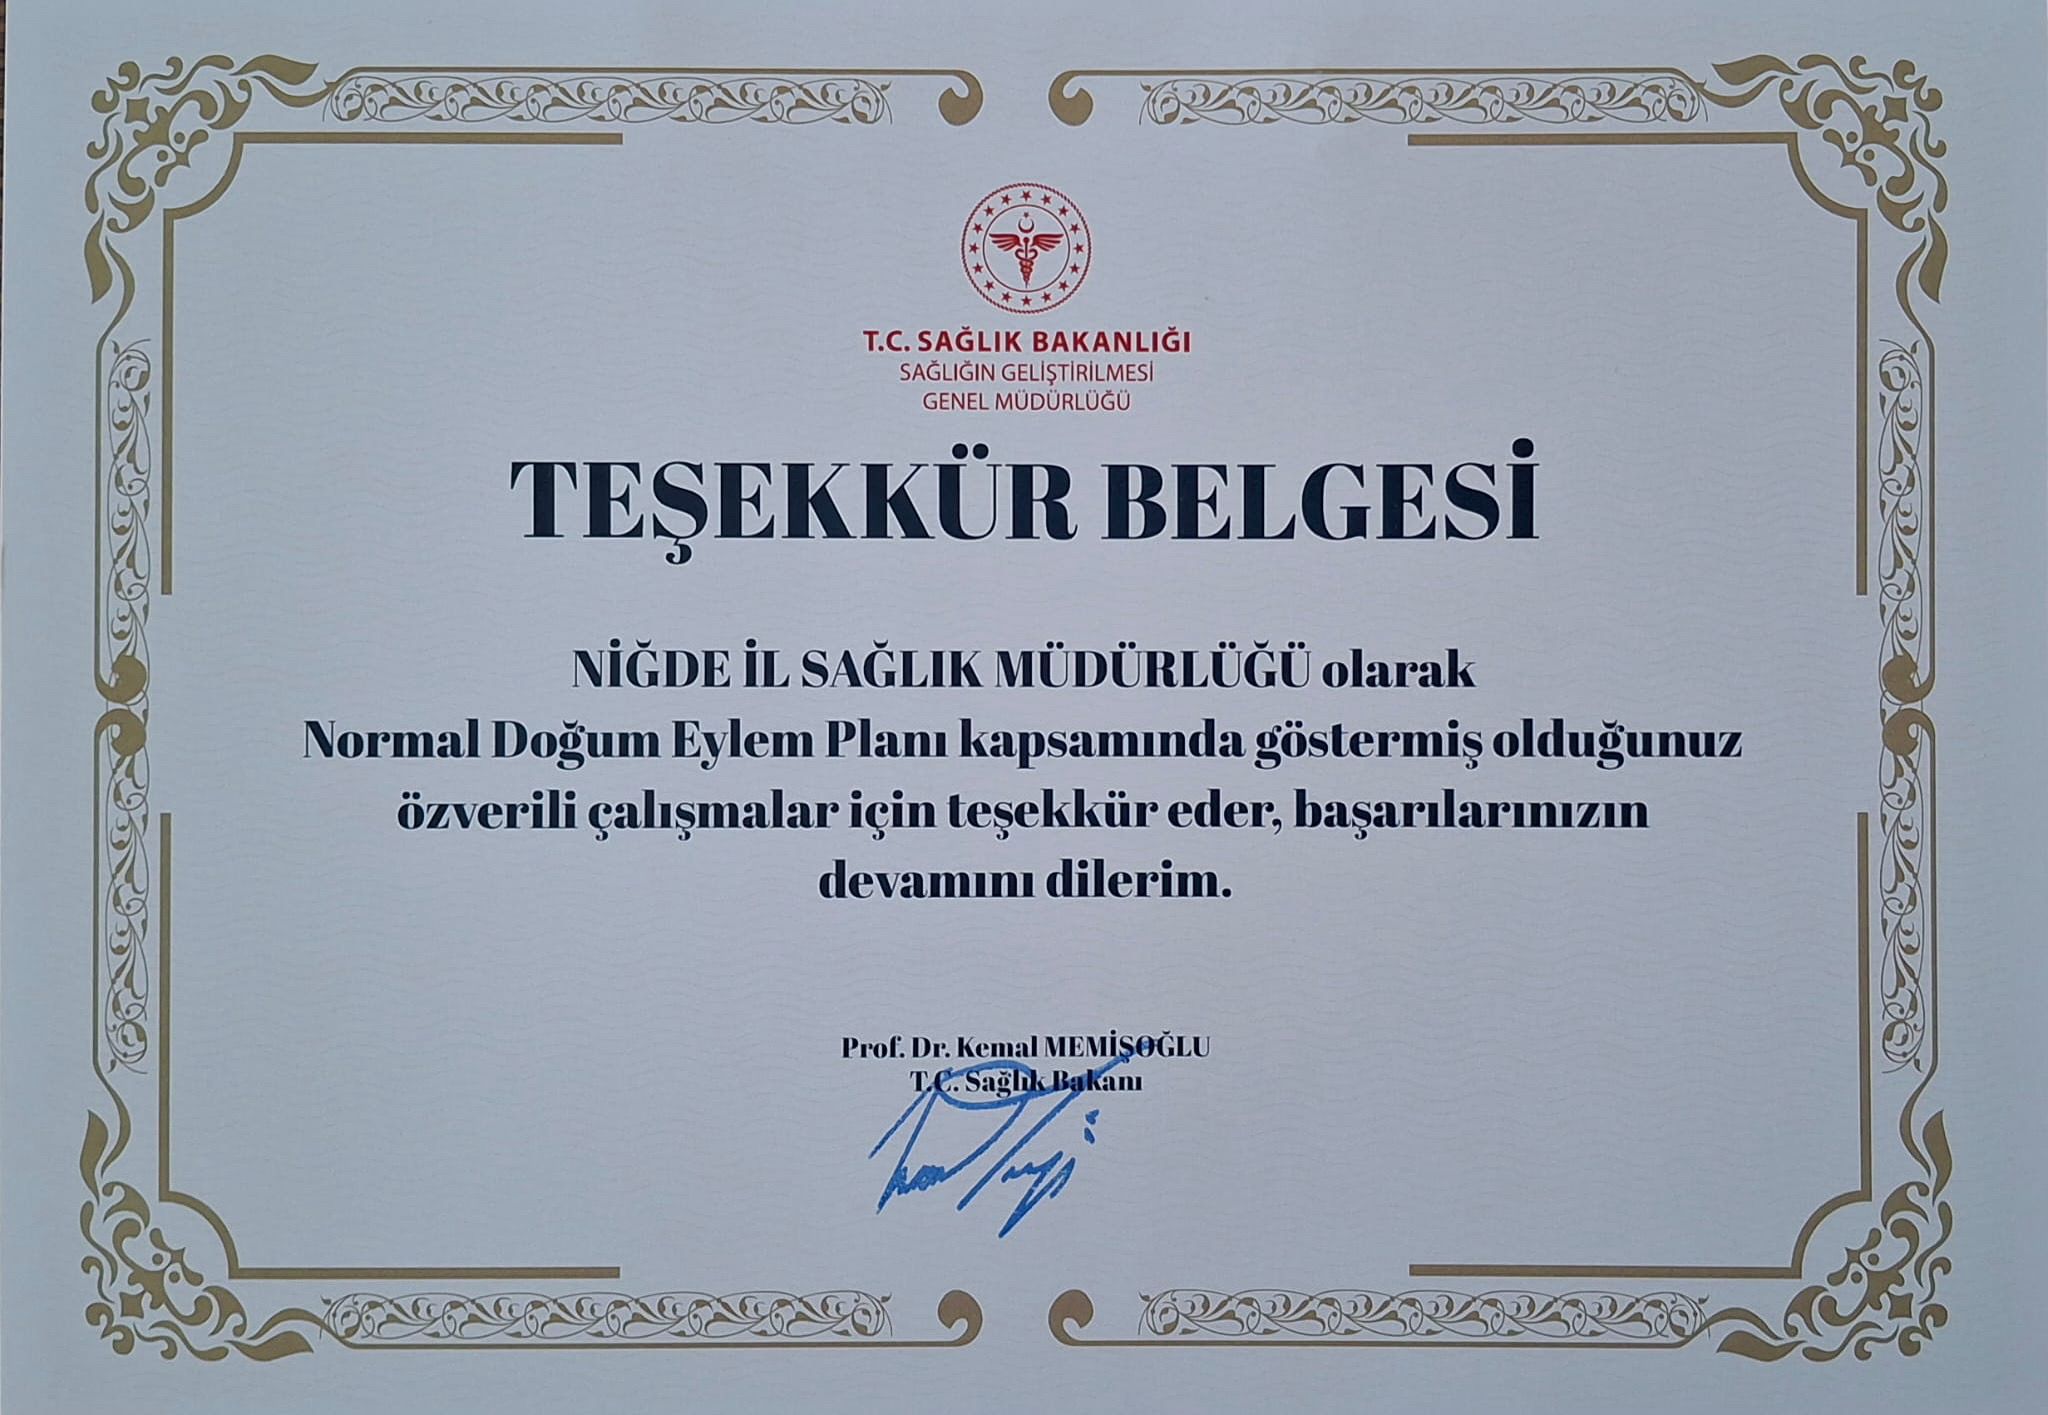 T.C. SAĞLIK BAKANLIĞI
SAĞLIĞIN GELİŞTİRİLMESİ
GENEL MÜDÜRLÜĞÜ
TEŞEKKÜR BELGESİ
NİĞDE İL SAĞLIK MÜDÜRLÜĞÜ olarak
Normal Doğum Eylem Planı kapsamında göstermiş olduğunuz
özverili çalışmalar için teşekkür eder, başarılarınızın
devamını dilerim.
Prof. Dr. Kemal MEMİŞOĞLU
T.C. Sağlık Bakanı